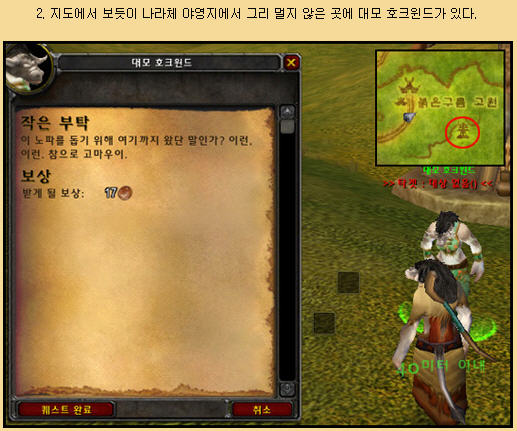 2. 지도에서 보듯이 나라체 야영지에서 그리 멀지 않은 곳에 대모 호크윈드가 있다.
대모 호크윈드
작은 부탁
이 노파를 돕기 위해 여기까지 왔단 말인가? 이런,
이런. 참으로 고마우이.
보상
받게 될 보상: 17
퀘스트 완료
취소
붉은구름 고원
대모 호크윈드
>> 타겟 : 대상 없음() <<
10미터 이내